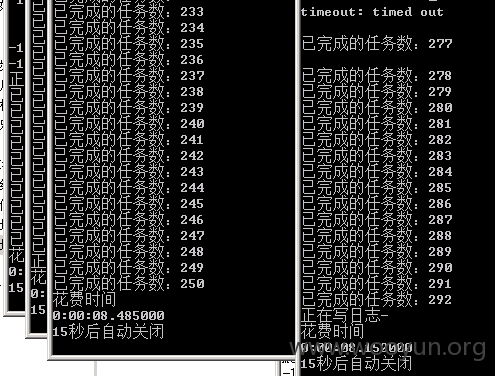 已完成的任务数：233
已完成的任务数：234
已完成的任务数：235
已完成的任务数：236
已完成的任务数：237
已完成的任务数：238
已完成的任务数：239
已完成的任务数：240
已完成的任务数：241
已完成的任务数：242
已完成的任务数：243
已完成的任务数：244
已完成的任务数：245
已完成的任务数：246
已完成的任务数：247
已完成的任务数：248
已完成的任务数：249
已完成的任务数：250
花费时间
0:00:08.485000
15秒后自动关闭
timeout: timed out
已完成的任务数：277
已完成的任务数：278
已完成的任务数：279
已完成的任务数：280
已完成的任务数：281
已完成的任务数：282
已完成的任务数：283
已完成的任务数：284
已完成的任务数：285
已完成的任务数：286
已完成的任务数：287
已完成的任务数：288
已完成的任务数：289
已完成的任务数：290
已完成的任务数：291
已完成的任务数：292
正在写日志-
花费时间
0:00:08.152000
15秒后自动关闭